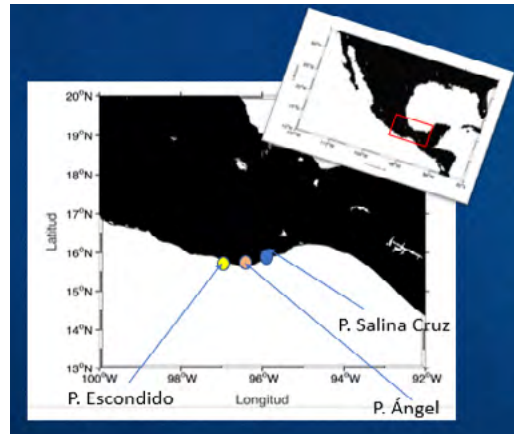 20°N
19°N
18°N
17°N
16°N
15°N
14°N
13°N
Latitud
100°W
98°W
96°W
94°W
92°W
Longitud
P. Salina Cruz
P. Escondido
P. Ángel